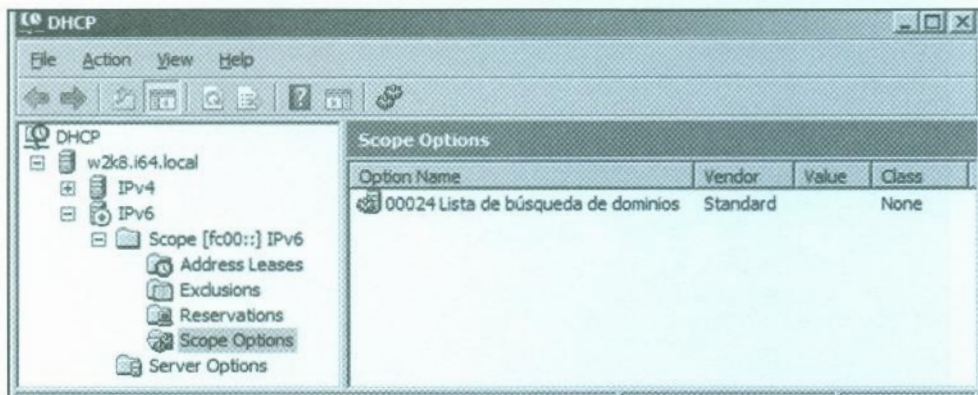 DHCP
File Action View Help
DHCP
w2k8.i64.local
IPv4
IPv6
Scope [fc00::] IPv6
Address Leases
Exclusions
Reservations
Scope Options
Server Options
Scope Options
Option Name Vendor Value Class
00024 Lista de búsqueda de dominios Standard None